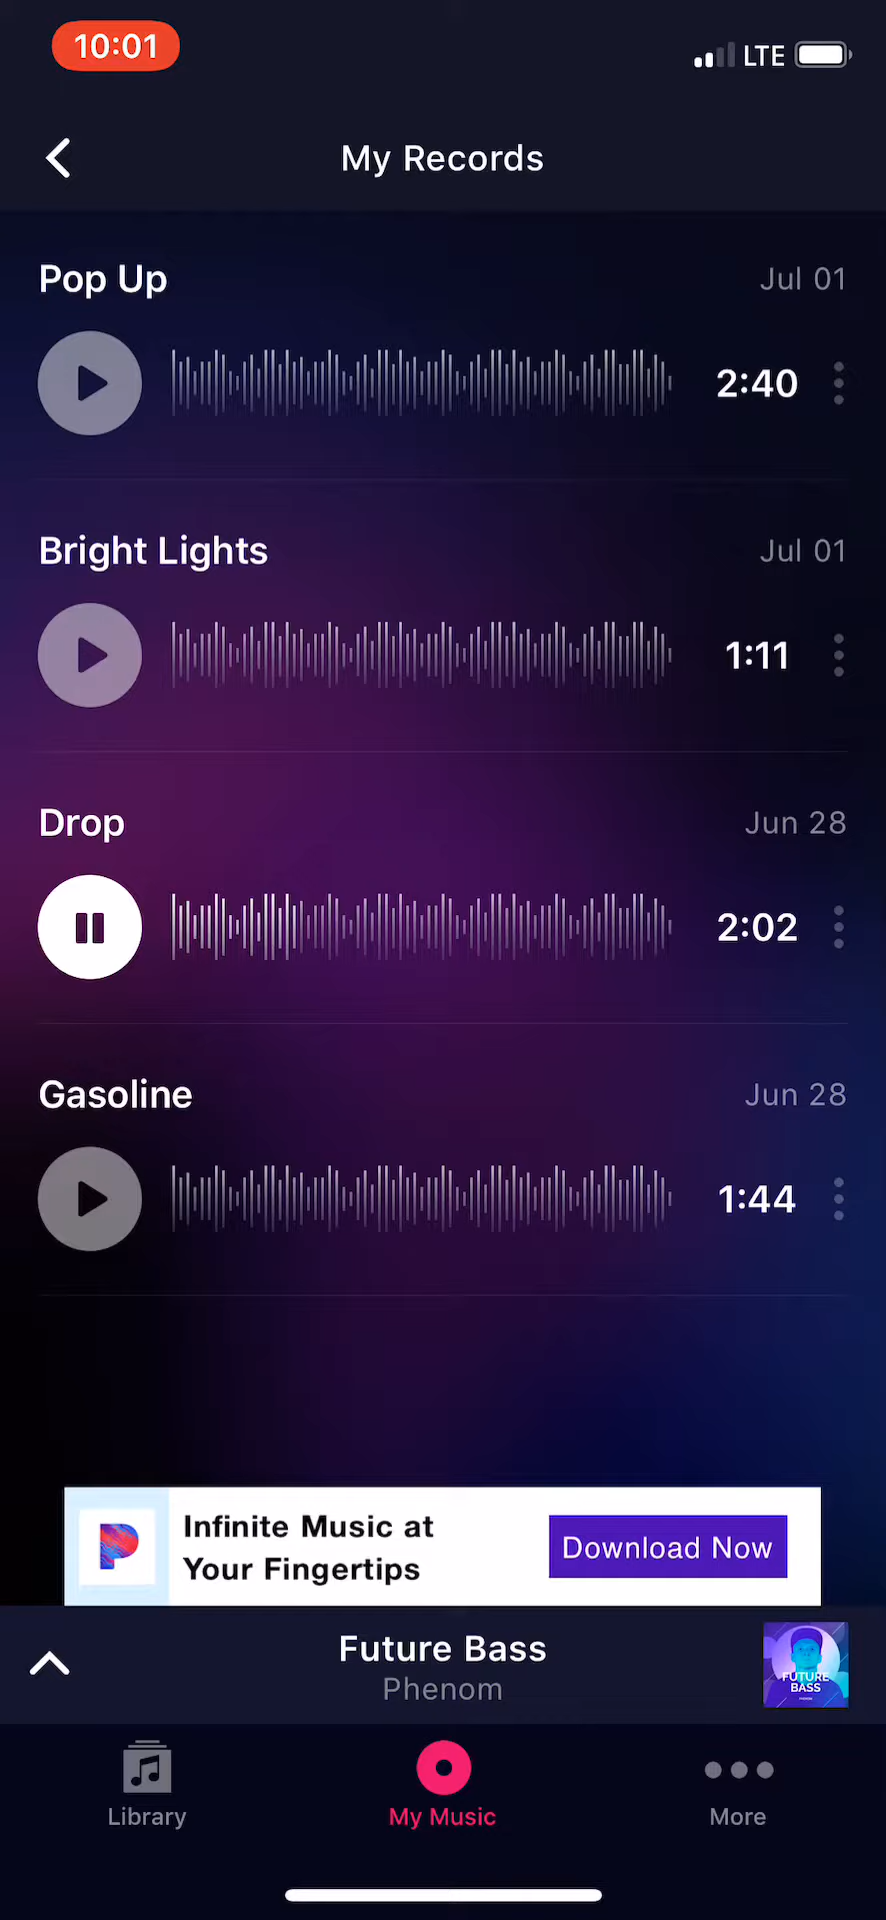 10:01
LTE
My Records
Pop Up
Jul 01
2:40
Bright Lights
Jul 01
1:11
Drop
Jun 28
2:02
Gasoline
Jun 28
1:44
Infinite Music at
Your Fingertips
Download Now
Future Bass
Phenom
FUTURE
BASS
Library
My Music
More